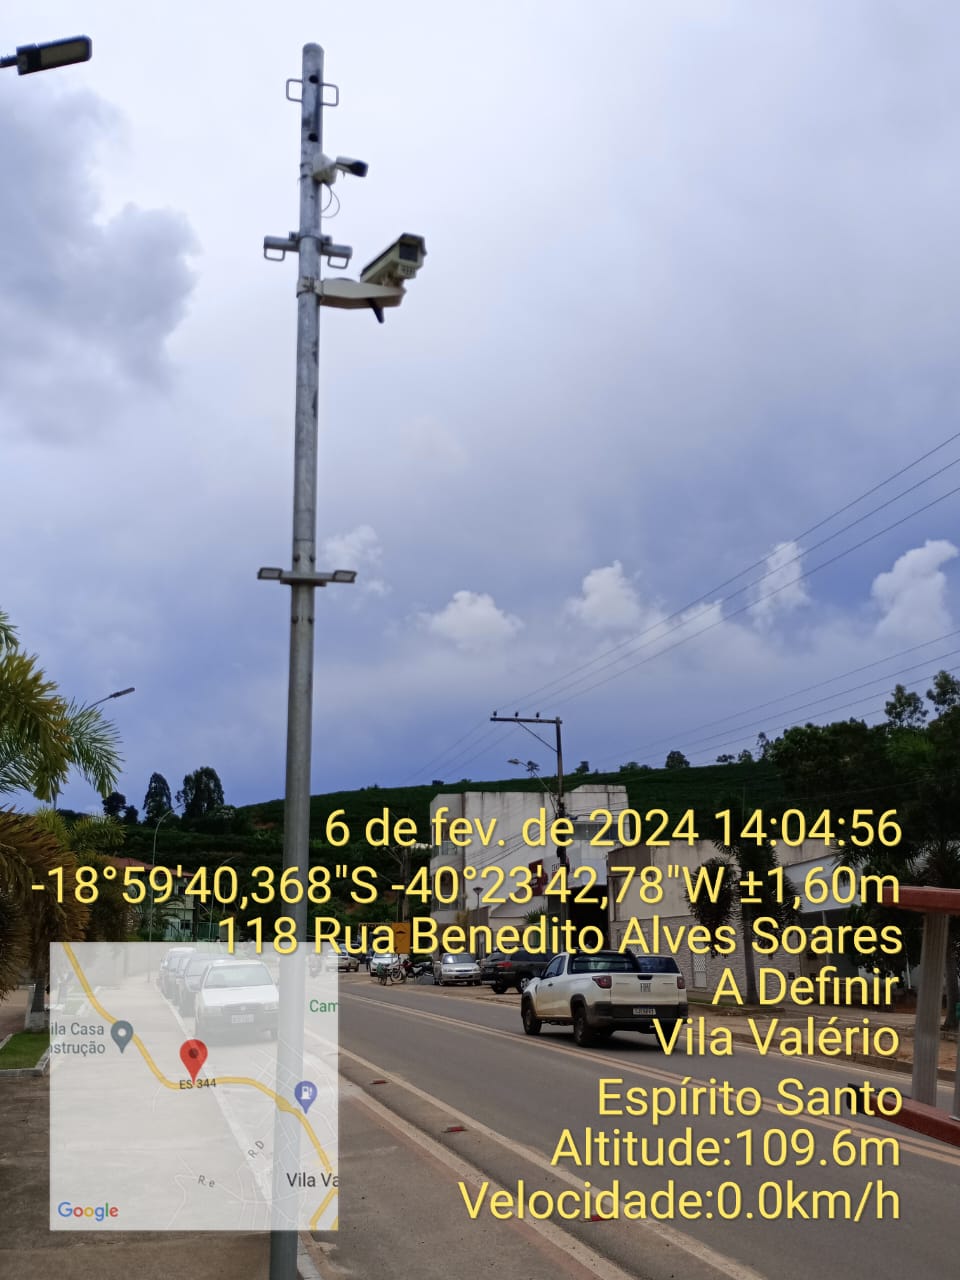 6 de fev. de 2024 14:04:56
-18°59'40,368"S -40°23'42,78"W ±1,60m
118 Rua Benedito Alves Soares
A Definir
Vila Valério
Espírito Santo
Altitude:109.6m
Velocidade:0.0km/h
Cam
ila Casa
strução
ES 344
R.D
R.e
Vila Va
Google